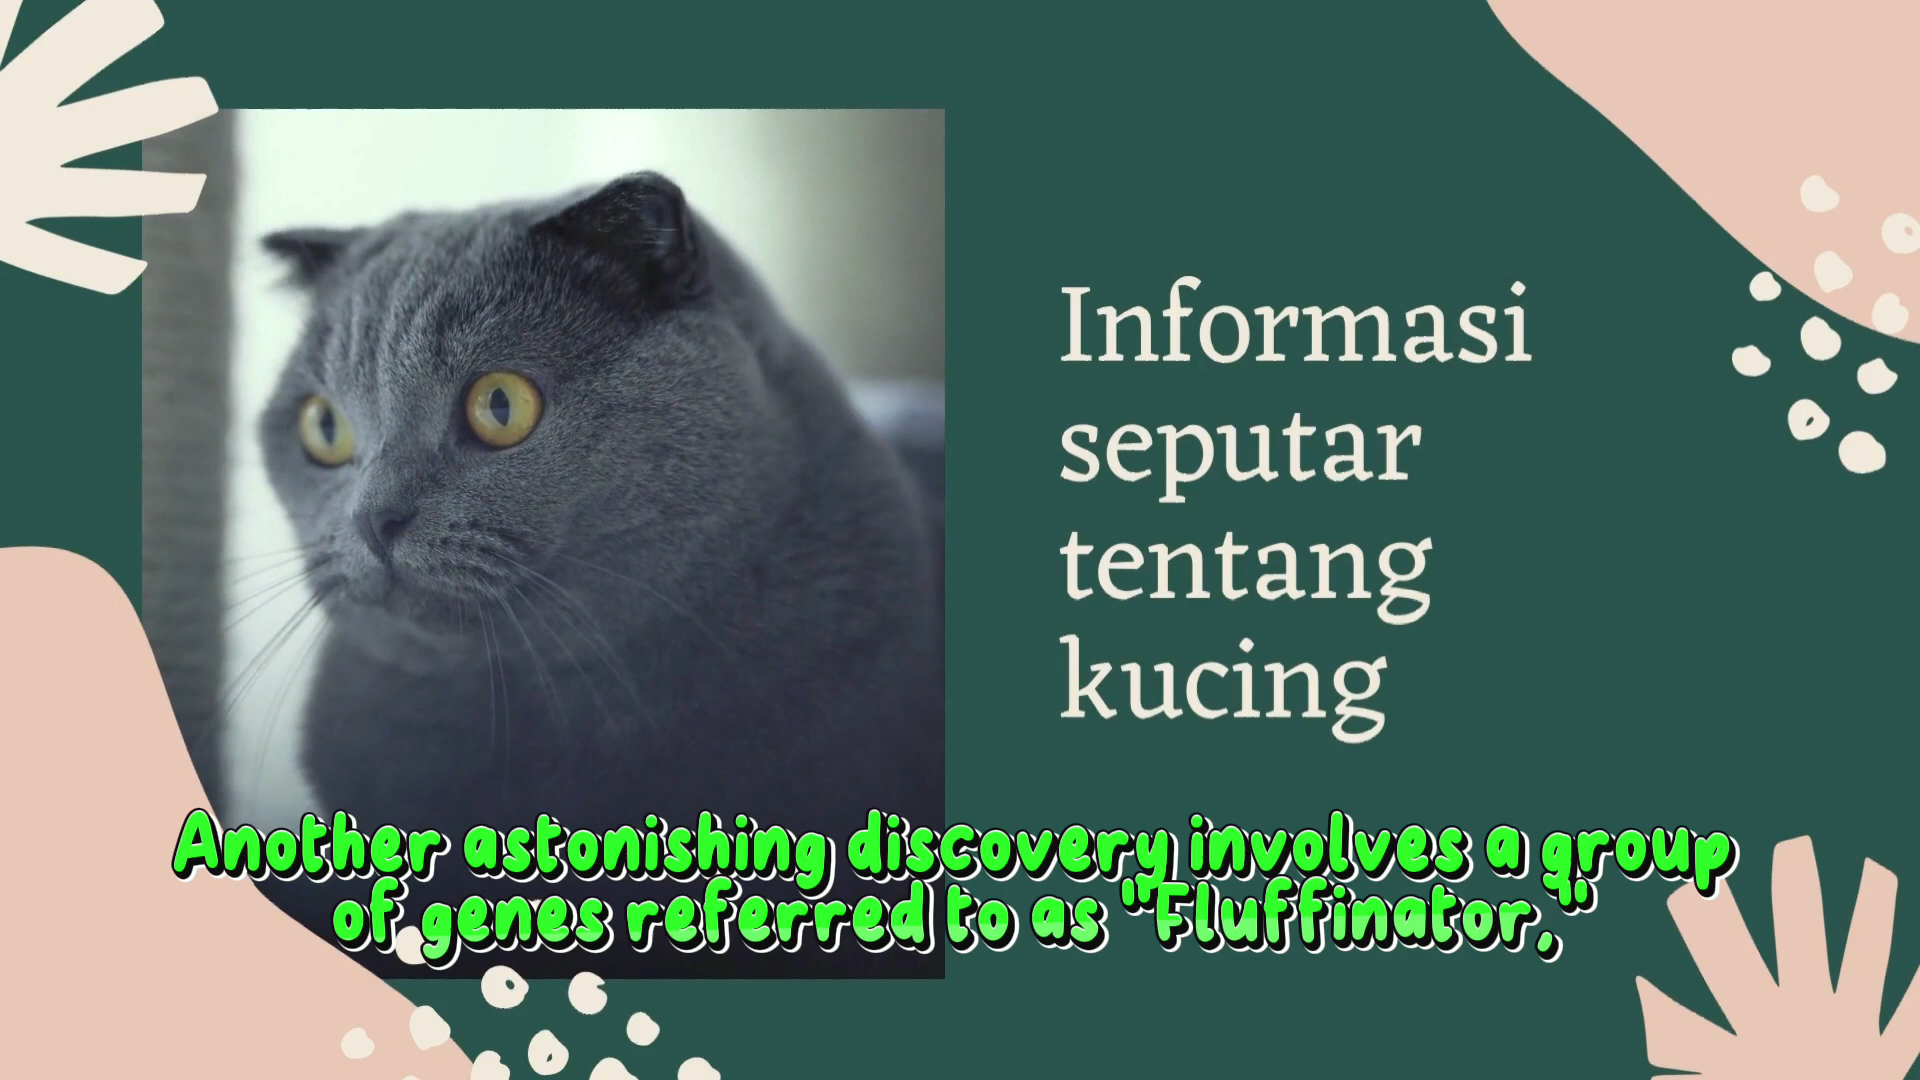 Informasi
seputar
tentang
kucing
Another astonishing discovery involves a group
of genes referred to as "Fluffinator,"